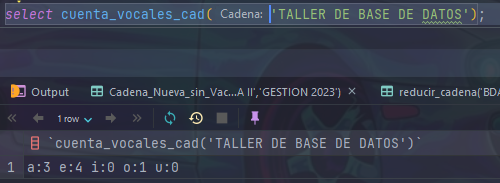 select cuenta_vocales_cad( Cadena: 'TALLER DE BASE DE DATOS');
Output
Cadena_Nueva_sin_Vac...A II','GESTION 2023')
reducir_cadena('BDA
1 row
`cuenta_vocales_cad('TALLER DE BASE DE DATOS')`
1 a:3 e:4 i:0 o:1 u:0